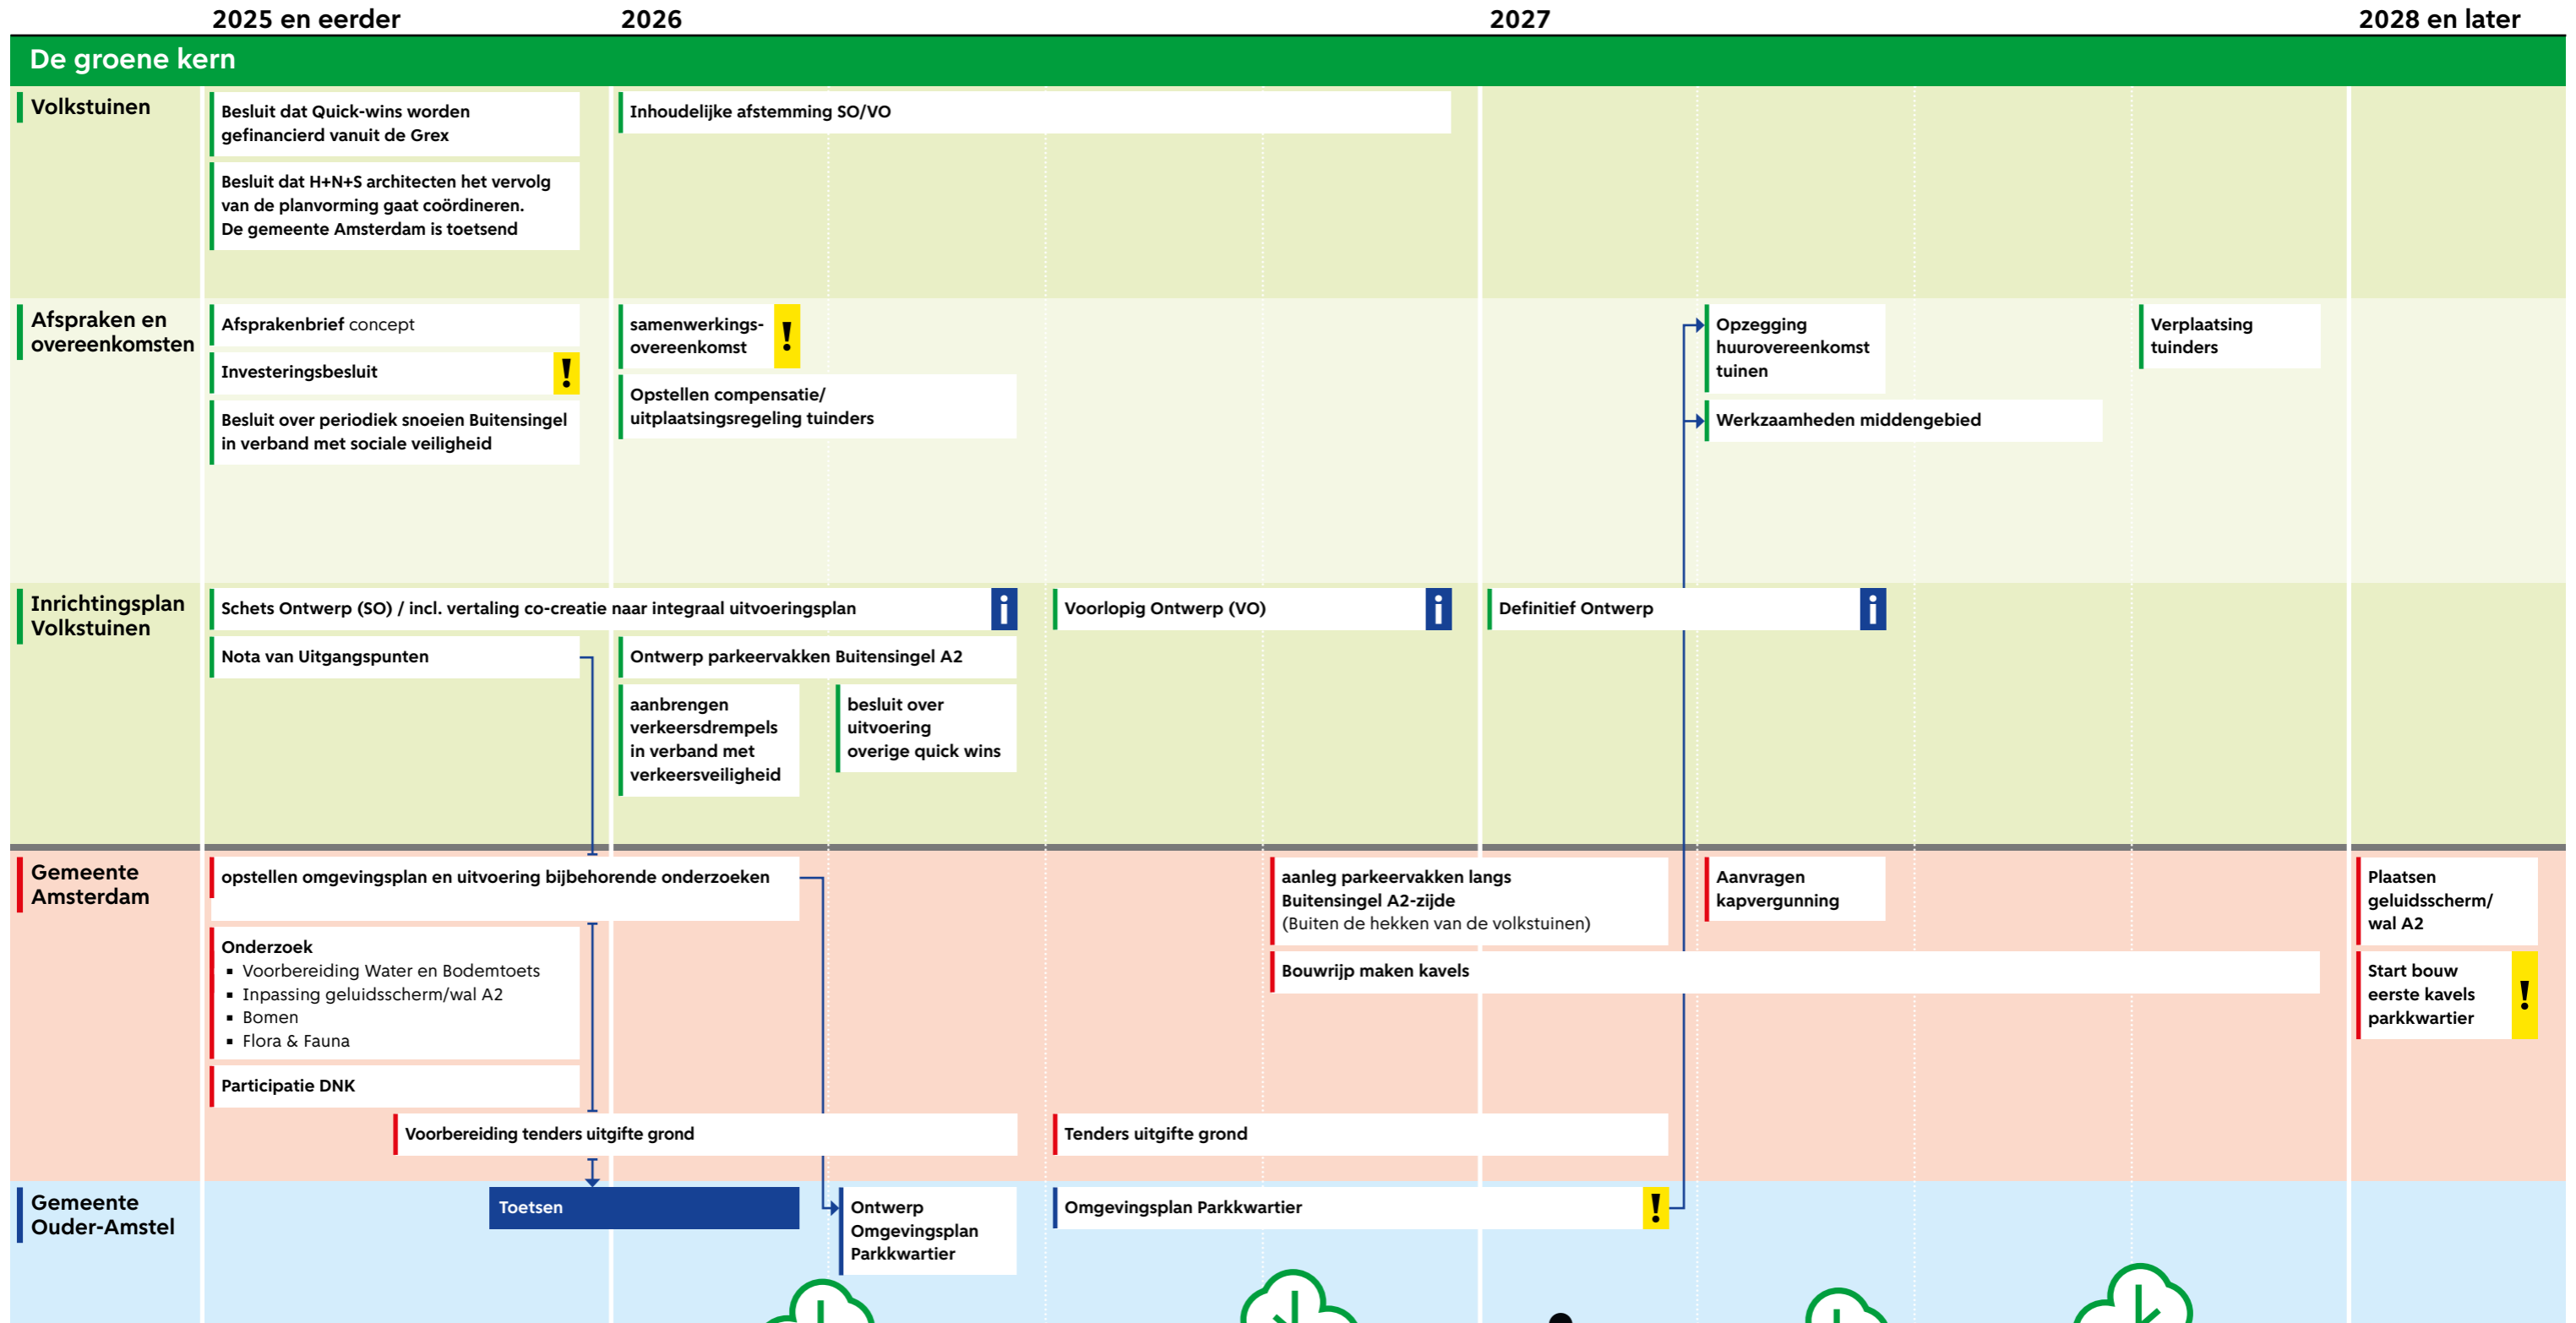 2025 en eerder
2026
2027
2028 en later
De groene kern
Volkstuinen
Besluit dat Quick-wins worden
gefinancierd vanuit de Grex
Besluit dat H+N+S architecten het vervolg
van de planvorming gaat coördineren.
De gemeente Amsterdam is toetsend
Inhoudelijke afstemming SO/VO
Afspraken en
overeenkomsten
Afsprakenbrief concept
Investeringsbesluit
!
Besluit over periodiek snoeien Buitensingel
in verband met sociale veiligheid
samenwerkings-
overeenkomst
!
Opstellen compensatie/
uitplaatsingsregeling tuinders
Opzegging
huurovereenkomst
tuinen
Werkzaamheden middengebied
Verplaatsing
tuinders
Inrichtingsplan
Volkstuinen
Schets Ontwerp (SO) / incl. vertaling co-creatie naar integraal uitvoeringsplan
i
Voorlopig Ontwerp (VO)
i
Definitief Ontwerp
i
Nota van Uitgangspunten
Ontwerp parkeervakken Buitensingel A2
aanbrengen
verkeersdrempels
in verband met
verkeersveiligheid
besluit over
uitvoering
overige quick wins
Gemeente
Amsterdam
opstellen omgevingsplan en uitvoering bijbehorende onderzoeken
Onderzoek
▪ Voorbereiding Water en Bodemtoets
▪ Inpassing geluidsscherm/wal A2
▪ Bomen
▪ Flora & Fauna
Participatie DNK
Voorbereiding tenders uitgifte grond
Tenders uitgifte grond
aanleg parkeervakken langs
Buitensingel A2-zijde
(Buiten de hekken van de volkstuinen)
Bouwrijp maken kavels
Aanvragen
kapvergunning
Plaatsen
geluidsscherm/
wal A2
Start bouw
eerste kavels
parkkwartier
!
Gemeente
Ouder-Amstel
Toetsen
Ontwerp
Omgevingsplan
Parkkwartier
Omgevingsplan Parkkwartier
!